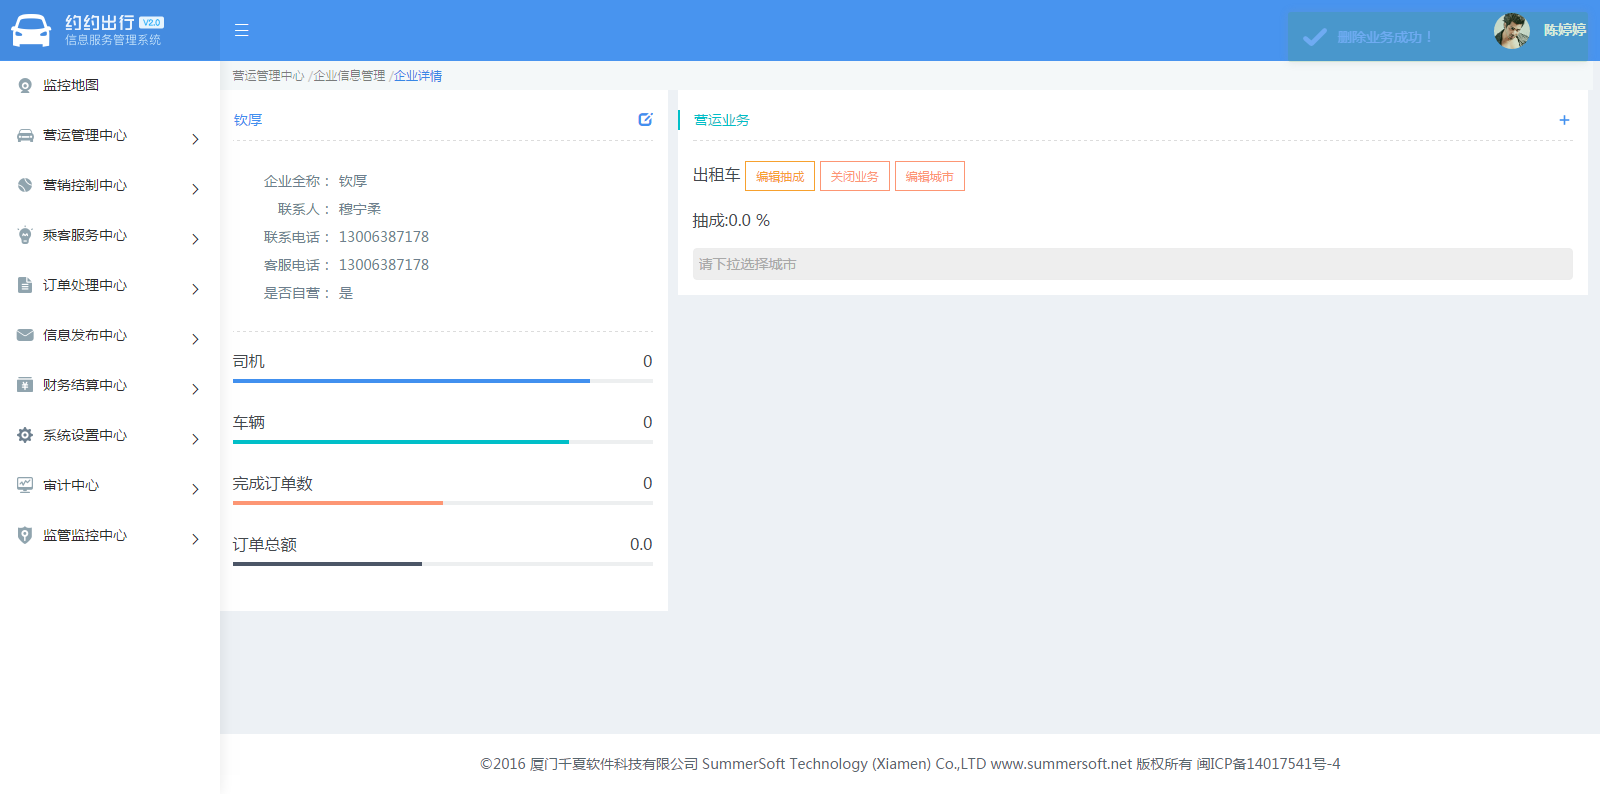 约约出行 V2.0
信息服务管理系统
删除业务成功！
陈婷婷
监控地图
营运管理中心
营销控制中心
乘客服务中心
订单处理中心
信息发布中心
财务结算中心
系统设置中心
审计中心
监管监控中心
营运管理中心 /企业信息管理 /企业详情
钦厚
企业全称： 钦厚
联系人： 穆宁柔
联系电话： 13006387178
客服电话： 13006387178
是否自营： 是
司机 0
车辆 0
完成订单数 0
订单总额 0.0
营运业务 +
出租车 编辑抽成 关闭业务 编辑城市
抽成:0.0 %
请下拉选择城市
©2016 厦门千夏软件科技有限公司 SummerSoft Technology (Xiamen) Co.,LTD www.summersoft.net 版权所有 闽ICP备14017541号-4